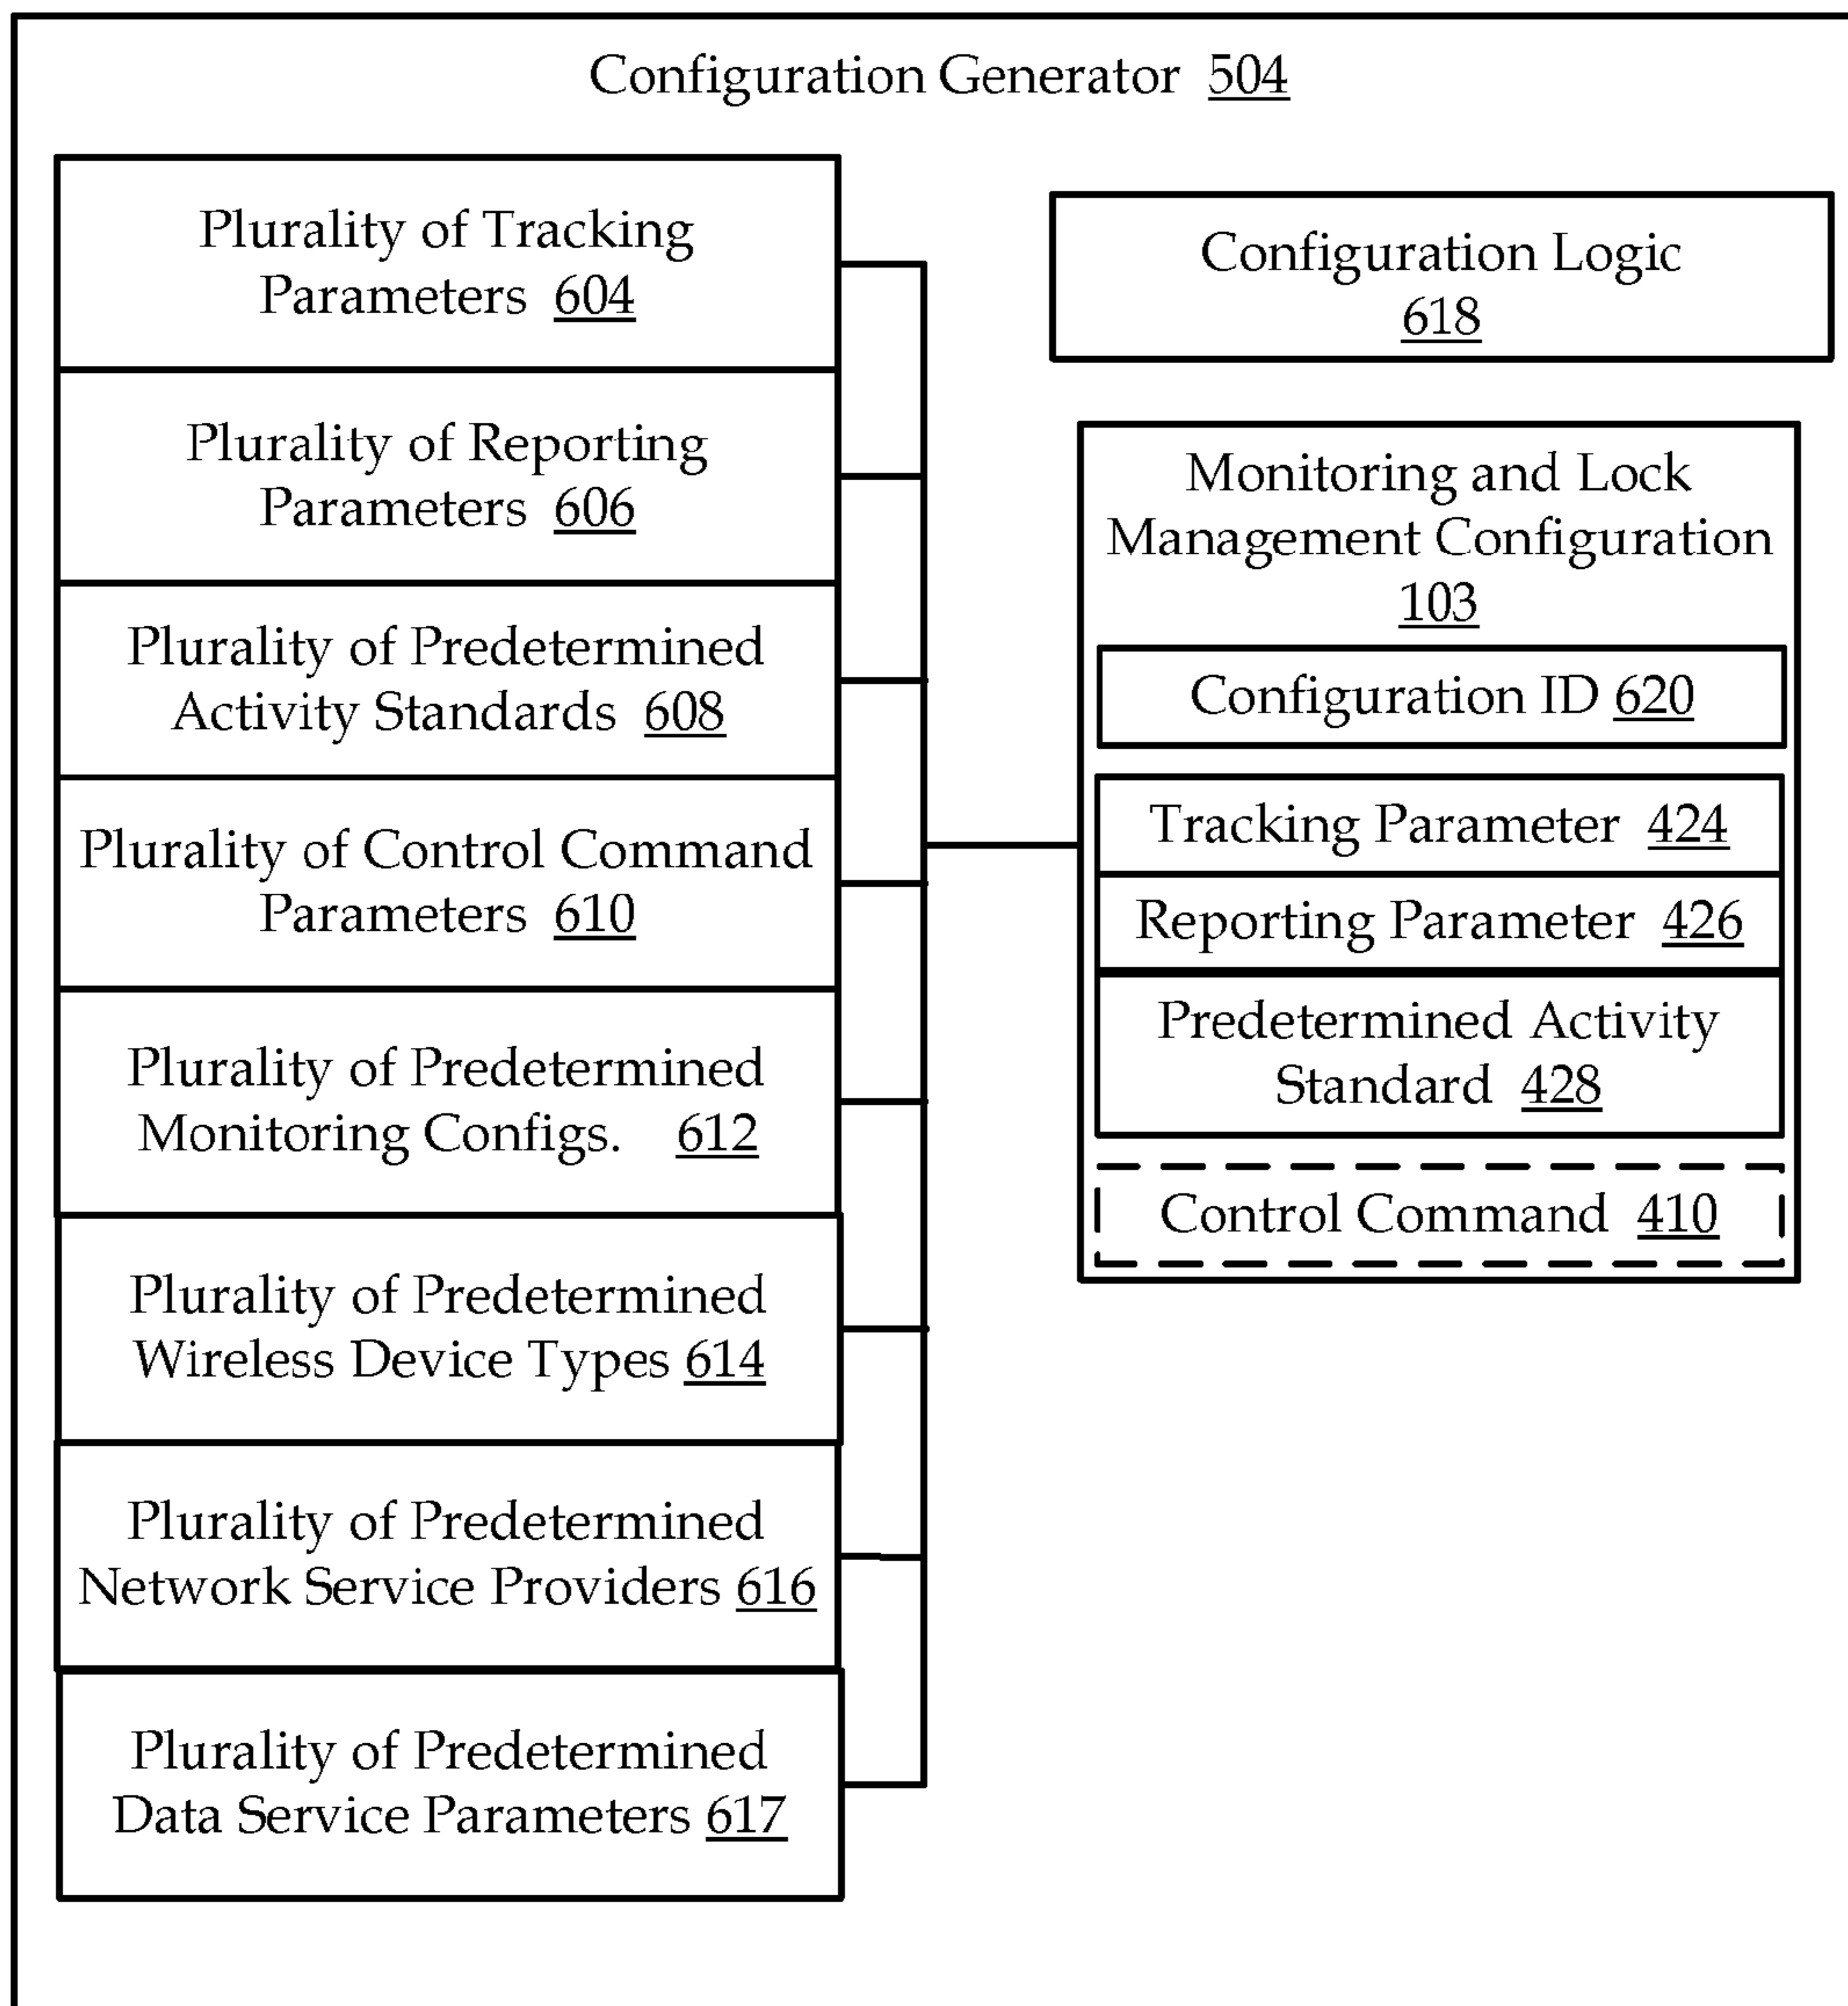 Configuration Generator 504
Plurality of Tracking
Parameters 604
Plurality of Reporting
Parameters 606
Plurality of Predetermined
Activity Standards 608
Plurality of Control Command
Parameters 610
Plurality of Predetermined
Monitoring Configs. 612
Plurality of Predetermined
Wireless Device Types 614
Plurality of Predetermined
Network Service Providers 616
Plurality of Predetermined
Data Service Parameters 617
Configuration Logic
618
Monitoring and Lock
Management Configuration
103
Configuration ID 620
Tracking Parameter 424
Reporting Parameter 426
Predetermined Activity
Standard 428
Control Command 410